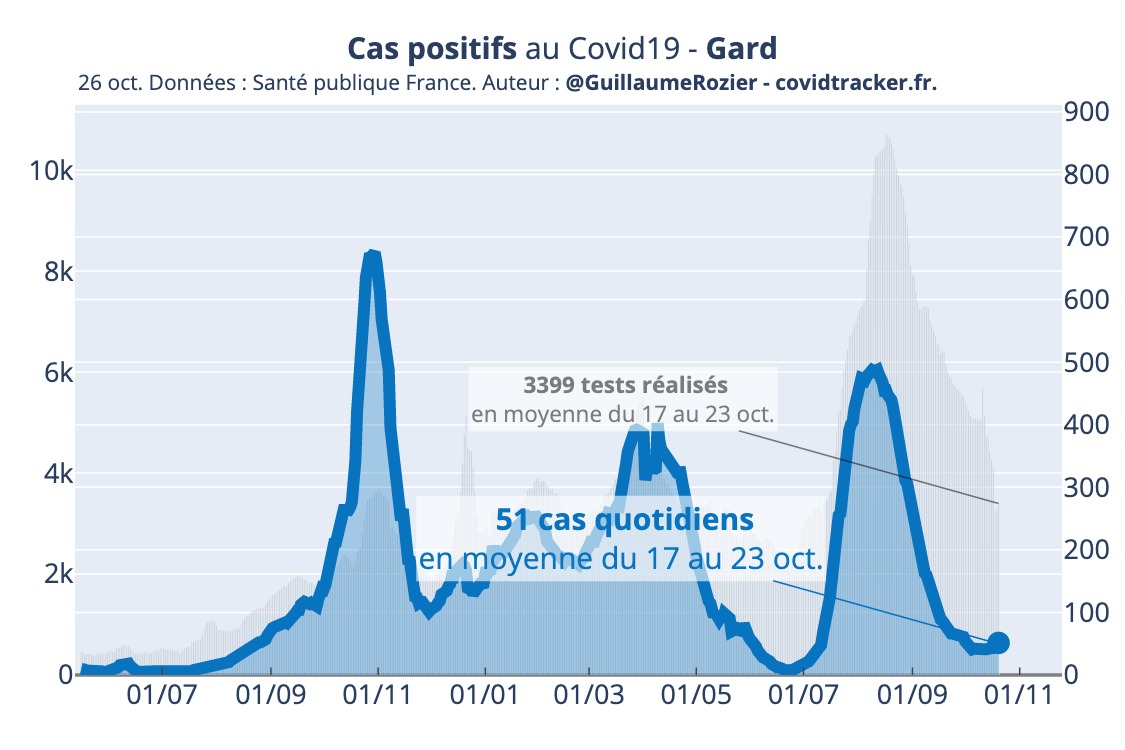 Cas positifs au Covid19 - Gard
26 oct. Données : Santé publique France. Auteur : @GuillaumeRozier - covidtracker.fr.
900
10k
800
700
8k
600
6k
500
3399 tests réalisés
en moyenne du 17 au 23 oct.
400
4k
300
51 cas quotidiens
en moyenne du 17 au 23 oct.
200
2k
100
0
0
01/07 01/09 01/11 01/01 01/03 01/05 01/07 01/09 01/11